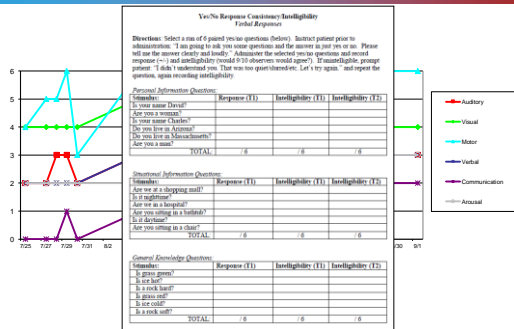 Yes/No Response Consistency/Intelligibility
Verbal Responses
Directions: Select a run of 6 paired yes/no questions (below). Instruct patient prior to
administration: "I am going to ask you some questions and the answer in just yes or no. Please
tell me the answer clearly and loudly." Administer the selected yes/no questions and record
response (+/-) and intelligibility (would 9/10 observers would agree?). If unintelligible, prompt
patient: "I didn't understand you. That was too quiet/slurred/etc. Let's try again." and repeat the
question, again recording intelligibility.
Personal Information Questions:
Stimulus: Response (T1) Intelligibility (T1) Intelligibility (T2)
Is your name David?
Are you a woman?
Is your name Charles?
Do you live in Arizona?
Do you live in Massachusetts?
Are you a man?
TOTAL / 6 / 6 / 6
Situational Information Questions:
Stimulus: Response (T1) Intelligibility (T1) Intelligibility (T2)
Are we at a shopping mall?
Is it nighttime?
Are we in a hospital?
Are you sitting in a bathtub?
Is it daytime?
Are you sitting in a chair?
TOTAL / 6 / 6 / 6
General Knowledge Questions:
Stimulus: Response (T1) Intelligibility (T1) Intelligibility (T2)
Is grass green?
Is ice hot?
Is a rock hard?
Is grass red?
Is ice cold?
Is a rock soft?
TOTAL / 6 / 6 / 6
6
5
4
3
2
1
0
7/25 7/27 7/29 7/31 8/2 /30 9/1
Auditory
Visual
Motor
Verbal
Communication
Arousal